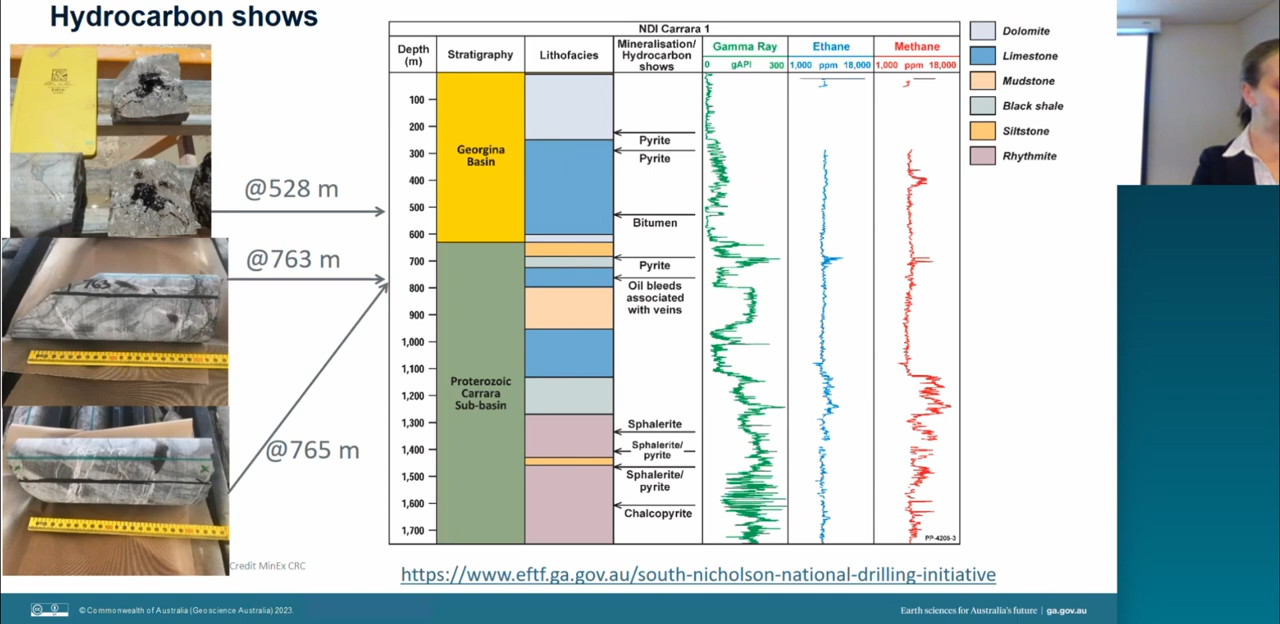 Hydrocarbon shows
@528 m
@763 m
@765 m
763
Credit MinEx CRC
NDI Carrara 1
Depth
(m)
Stratigraphy
Lithofacies
Mineralisation/
Hydrocarbon
shows
Gamma Ray
0 gAPI 300
Ethane
1,000 ppm 18,000
Methane
1,000 ppm 18,000
100
200
300
400
500
600
700
800
900
1,000
1,100
1,200
1,300
1,400
1,500
1,600
1,700
Georgina
Basin
Proterozoic
Carrara
Sub-basin
Pyrite
Pyrite
Bitumen
Pyrite
Oil bleeds
associated
with veins
Sphalerite
Sphalerite/
pyrite
Sphalerite/
pyrite
Chalcopyrite
PP-4205-3
Dolomite
Limestone
Mudstone
Black shale
Siltstone
Rhythmite
https://www.eftf.ga.gov.au/south-nicholson-national-drilling-initiative
© Commonwealth of Australia (Geoscience Australia) 2023.
Earth sciences for Australia's future | ga.gov.au